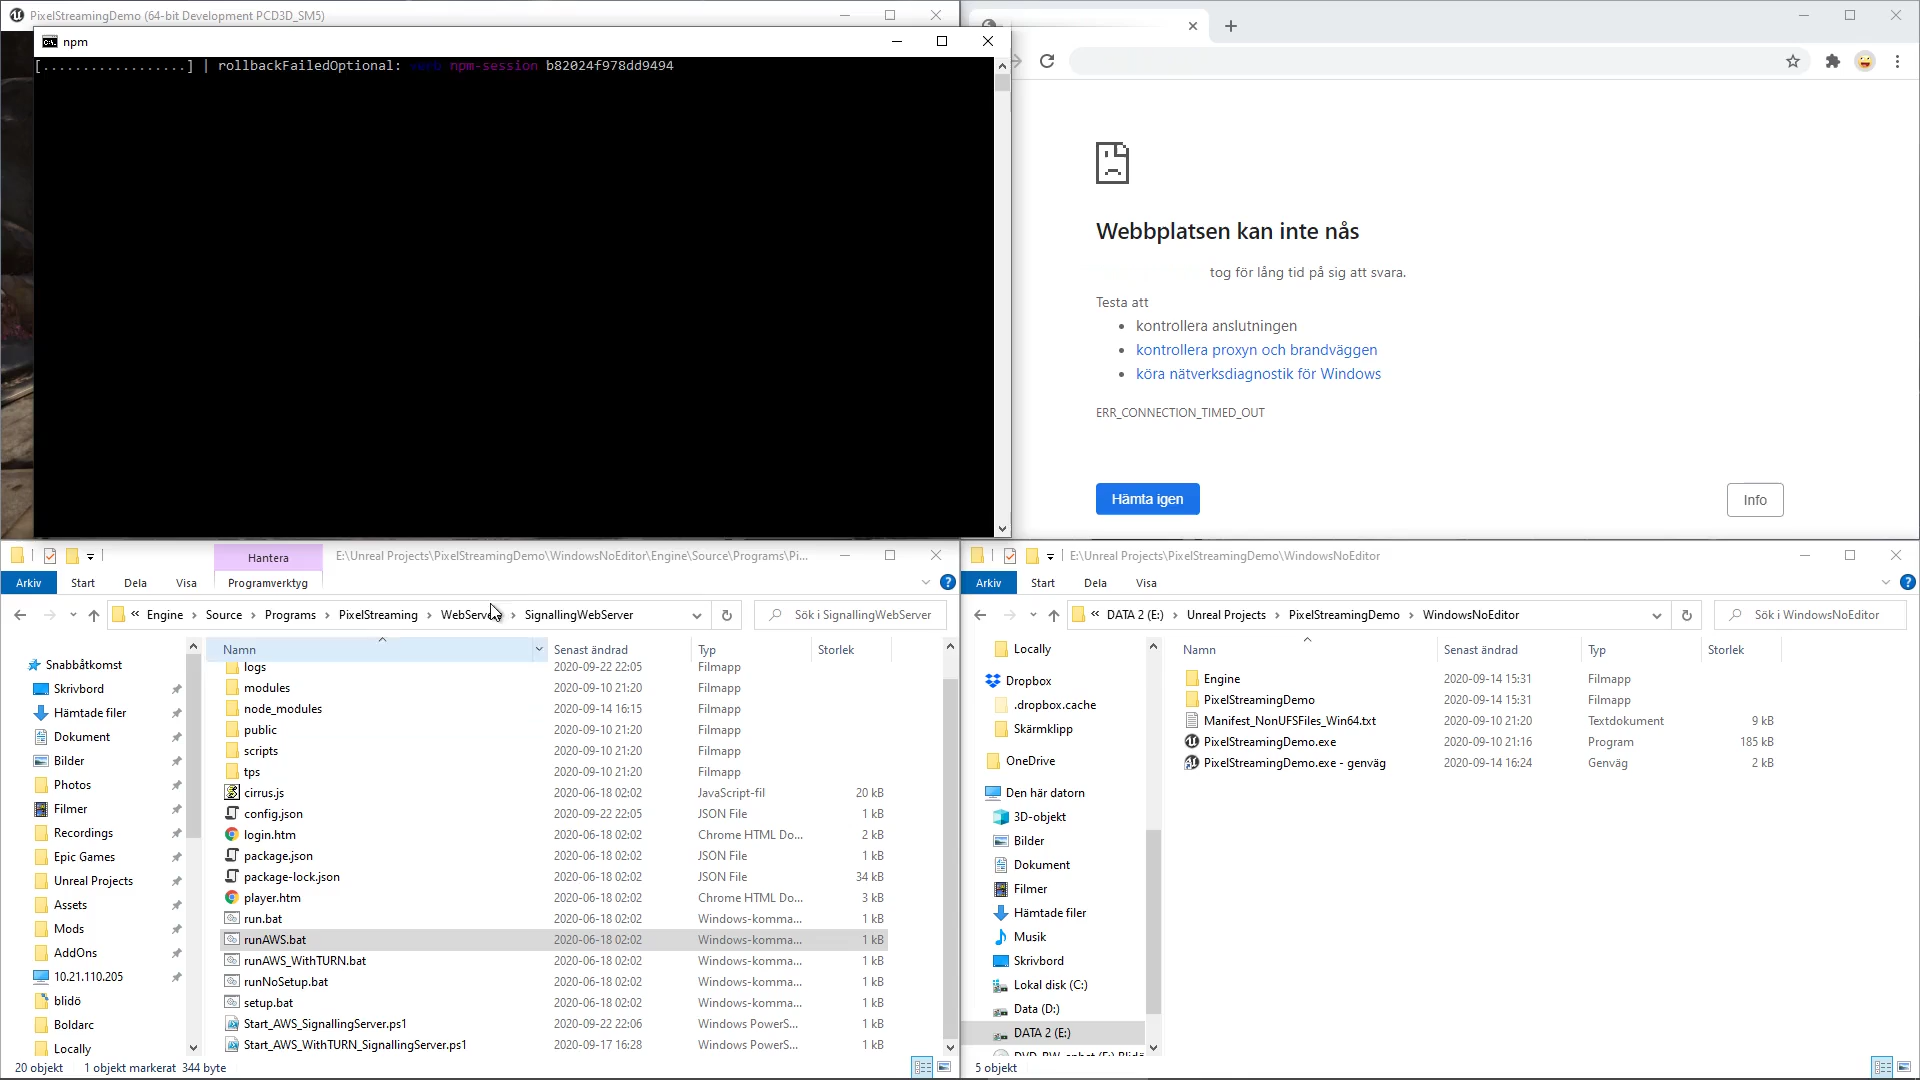 PixelStreamingDemo (64-bit Development PCD3D_SM5)
npm
[..................] | rollbackFailedOptional: verb npm-session b82024f978dd9494
Webbplatsen kan inte nås
tog för lång tid på sig att svara.
Testa att
kontrollera anslutningen
kontrollera proxyn och brandväggen
köra nätverksdiagnostik för Windows
ERR_CONNECTION_TIMED_OUT
Hämta igen
Info
Hantera
E:\Unreal Projects\PixelStreamingDemo\WindowsNoEditor\Engine\Source\Programs\Pi...
Arkiv Start Dela Visa Programverktyg
« Engine › Source › Programs › PixelStreaming › WebServers › SignallingWebServer
Sök i SignallingWebServer
Snabbåtkomst
Skrivbord
Hämtade filer
Dokument
Bilder
Photos
Filmer
Recordings
Epic Games
Unreal Projects
Assets
Mods
AddOns
10.21.110.205
blidö
Boldarc
Locally
Namn Senast ändrad Typ Storlek
logs 2020-09-22 22:05 Filmapp
modules 2020-09-10 21:20 Filmapp
node_modules 2020-09-14 16:15 Filmapp
public 2020-09-10 21:20 Filmapp
scripts 2020-09-10 21:20 Filmapp
tps 2020-09-10 21:20 Filmapp
cirrus.js 2020-06-18 02:02 JavaScript-fil 20 kB
config.json 2020-09-22 22:05 JSON File 1 kB
login.htm 2020-06-18 02:02 Chrome HTML Do... 2 kB
package.json 2020-06-18 02:02 JSON File 1 kB
package-lock.json 2020-06-18 02:02 JSON File 34 kB
player.htm 2020-06-18 02:02 Chrome HTML Do... 3 kB
run.bat 2020-06-18 02:02 Windows-komma... 1 kB
runAWS.bat 2020-06-18 02:02 Windows-komma... 1 kB
runAWS_WithTURN.bat 2020-06-18 02:02 Windows-komma... 1 kB
runNoSetup.bat 2020-06-18 02:02 Windows-komma... 1 kB
setup.bat 2020-06-18 02:02 Windows-komma... 1 kB
Start_AWS_SignallingServer.ps1 2020-09-22 22:06 Windows PowerS... 1 kB
Start_AWS_WithTURN_SignallingServer.ps1 2020-09-17 16:28 Windows PowerS... 1 kB
20 objekt 1 objekt markerat 344 byte
E:\Unreal Projects\PixelStreamingDemo\WindowsNoEditor
Arkiv Start Dela Visa
« DATA 2 (E:) › Unreal Projects › PixelStreamingDemo › WindowsNoEditor
Sök i WindowsNoEditor
Locally
Dropbox
.dropbox.cache
Skärmklipp
OneDrive
Den här datorn
3D-objekt
Bilder
Dokument
Filmer
Hämtade filer
Musik
Skrivbord
Lokal disk (C:)
Data (D:)
DATA 2 (E:)
Namn Senast ändrad Typ Storlek
Engine 2020-09-14 15:31 Filmapp
PixelStreamingDemo 2020-09-14 15:31 Filmapp
Manifest_NonUFSFiles_Win64.txt 2020-09-10 21:20 Textdokument 9 kB
PixelStreamingDemo.exe 2020-09-10 21:16 Program 185 kB
PixelStreamingDemo.exe - genväg 2020-09-14 16:24 Genväg 2 kB
5 objekt